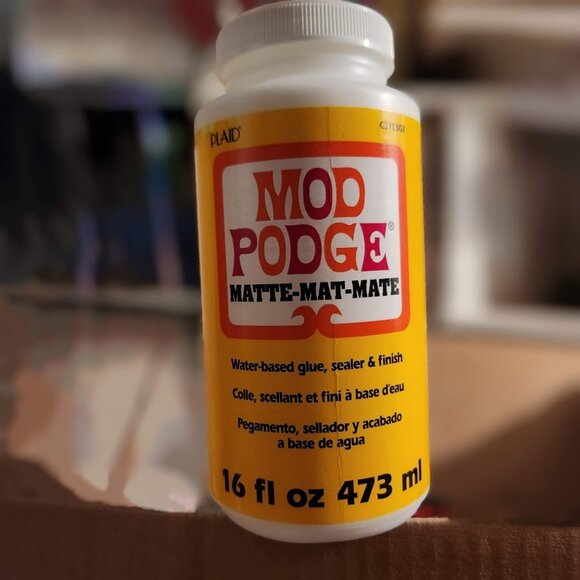 PLAID®
CS11302
MOD
PODGE®
MATTE-MAT-MATE
Water-based glue, sealer & finish
Colle, scellant et fini à base d'eau
Pegamento, sellador y acabado
a base de agua
16 fl oz 473 ml